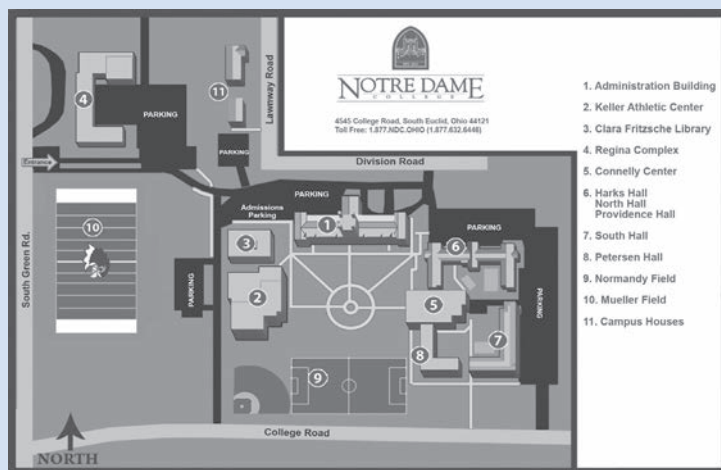 NOTRE DAME
COLLEGE
4545 College Road, South Euclid, Ohio 44121
Toll Free: 1.877.NDC.OHIO (1.877.632.6446)
1. Administration Building
2. Keller Athletic Center
3. Clara Fritzsche Library
4. Regina Complex
5. Connelly Center
6. Harks Hall
North Hall
Providence Hall
7. South Hall
8. Petersen Hall
9. Normandy Field
10. Mueller Field
11. Campus Houses
4
PARKING
11
Lawnway Road
PARKING
Entrance
Division Road
PARKING
Admissions
Parking
1
PARKING
6
3
10
South Green Rd.
PARKING
2
5
PARKING
7
8
9
College Road
NORTH